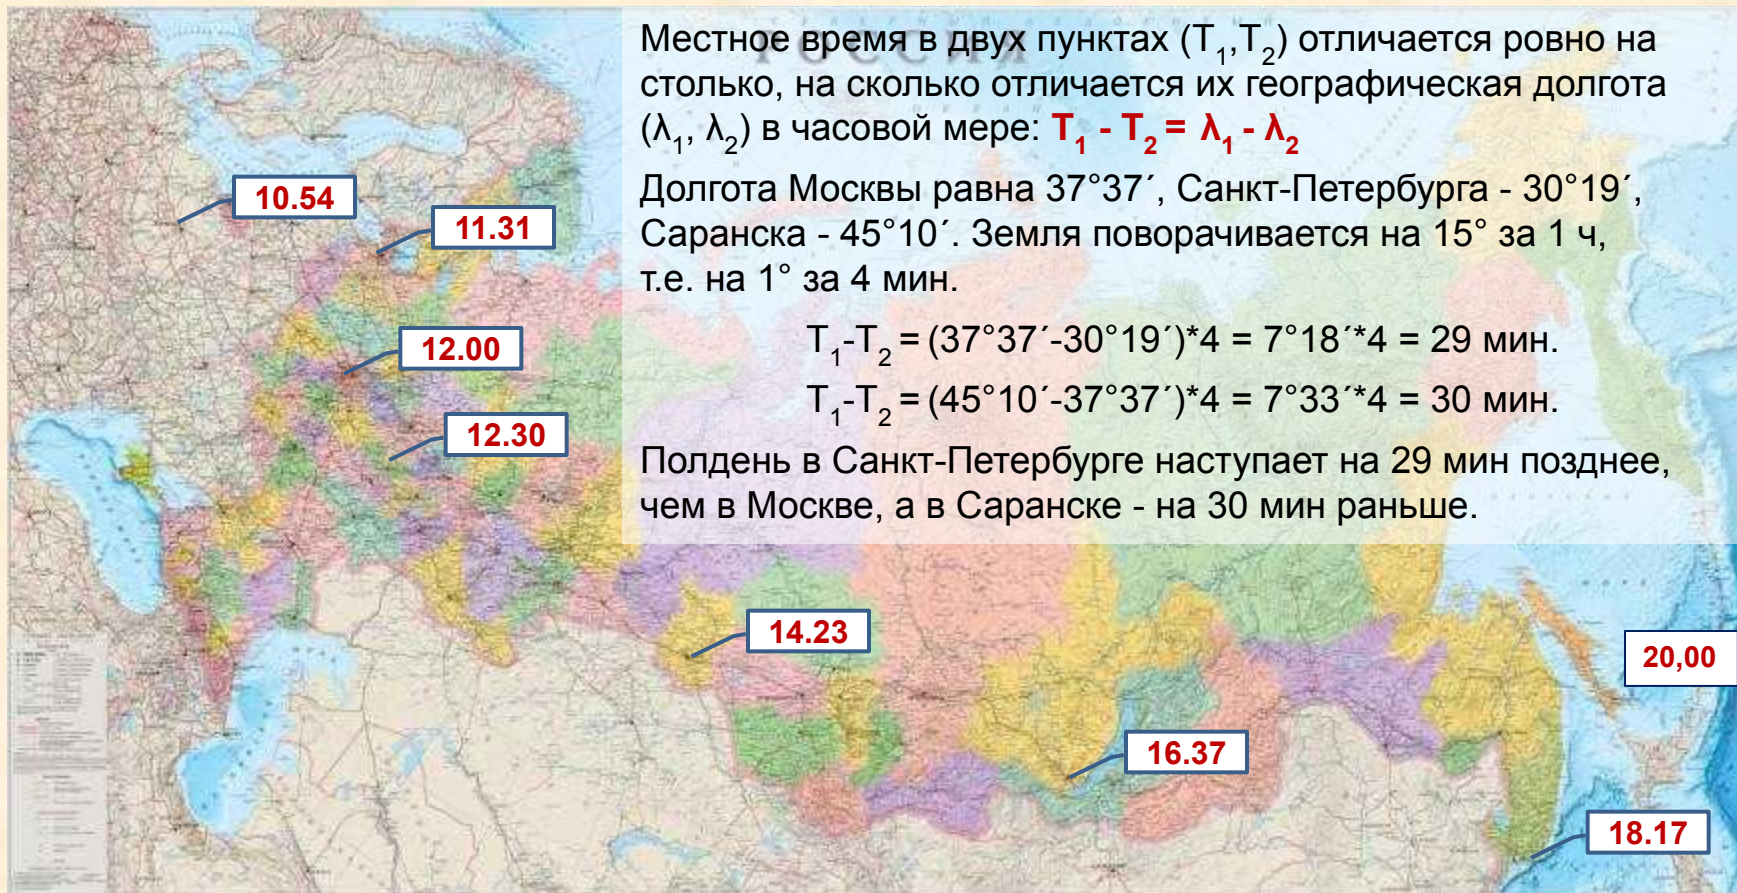 РОССИЯ
Местное время в двух пунктах (T₁,T₂) отличается ровно на
столько, на сколько отличается их географическая долгота
(λ₁, λ₂) в часовой мере: T₁ - T₂ = λ₁ - λ₂
Долгота Москвы равна 37°37´, Санкт-Петербурга - 30°19´,
Саранска - 45°10´. Земля поворачивается на 15° за 1 ч,
т.е. на 1° за 4 мин.
T₁-T₂ = (37°37´-30°19´)*4 = 7°18´*4 = 29 мин.
T₁-T₂ = (45°10´-37°37´)*4 = 7°33´*4 = 30 мин.
Полдень в Санкт-Петербурге наступает на 29 мин позднее,
чем в Москве, а в Саранске - на 30 мин раньше.
10.54
11.31
12.00
12.30
14.23
20,00
16.37
18.17